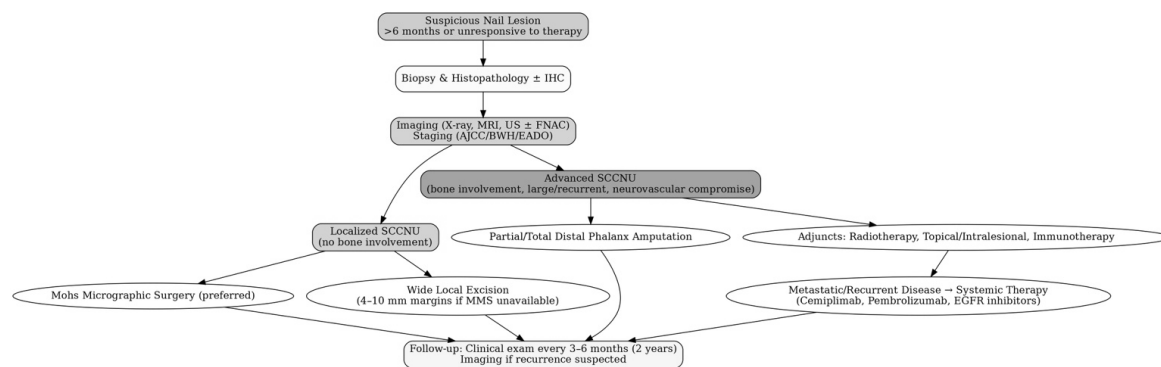 Suspicious Nail Lesion
>6 months or unresponsive to therapy
Biopsy & Histopathology ± IHC
Imaging (X-ray, MRI, US ± FNAC)
Staging (AJCC/BWH/EADO)
Advanced SCCNU
(bone involvement, large/recurrent, neurovascular compromise)
Localized SCCNU
(no bone involvement)
Partial/Total Distal Phalanx Amputation
Adjuncts: Radiotherapy, Topical/Intralesional, Immunotherapy
Mohs Micrographic Surgery (preferred)
Wide Local Excision
(4–10 mm margins if MMS unavailable)
Metastatic/Recurrent Disease → Systemic Therapy
(Cemiplimab, Pembrolizumab, EGFR inhibitors)
Follow-up: Clinical exam every 3–6 months (2 years)
Imaging if recurrence suspected